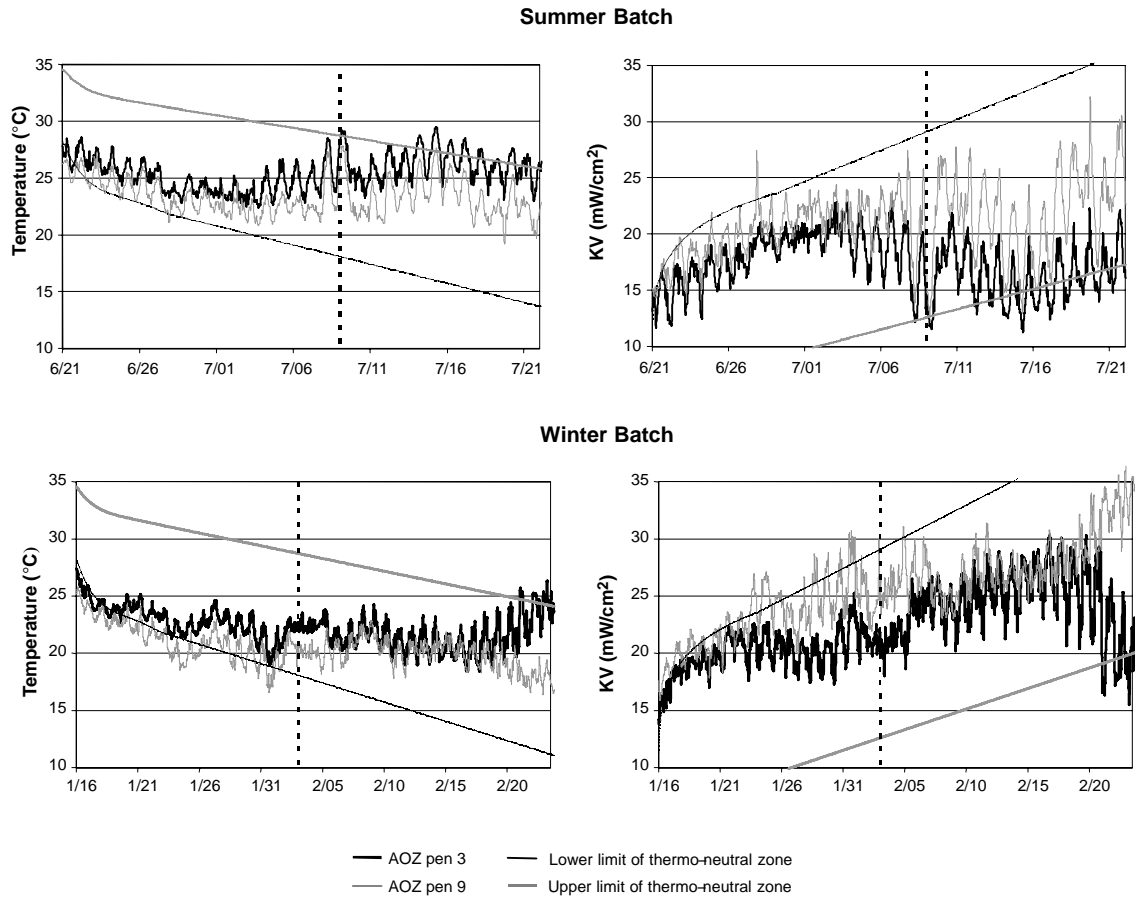 Summer Batch
Temperature (°C)
35
30
25
20
15
10
6/21 6/26 7/01 7/06 7/11 7/16 7/21
KV (mW/cm2)
35
30
25
20
15
10
6/21 6/26 7/01 7/06 7/11 7/16 7/21
Winter Batch
Temperature (°C)
35
30
25
20
15
10
1/16 1/21 1/26 1/31 2/05 2/10 2/15 2/20
KV (mW/cm2)
35
30
25
20
15
10
1/16 1/21 1/26 1/31 2/05 2/10 2/15 2/20
AOZ pen 3 Lower limit of thermo-neutral zone
AOZ pen 9 Upper limit of thermo-neutral zone